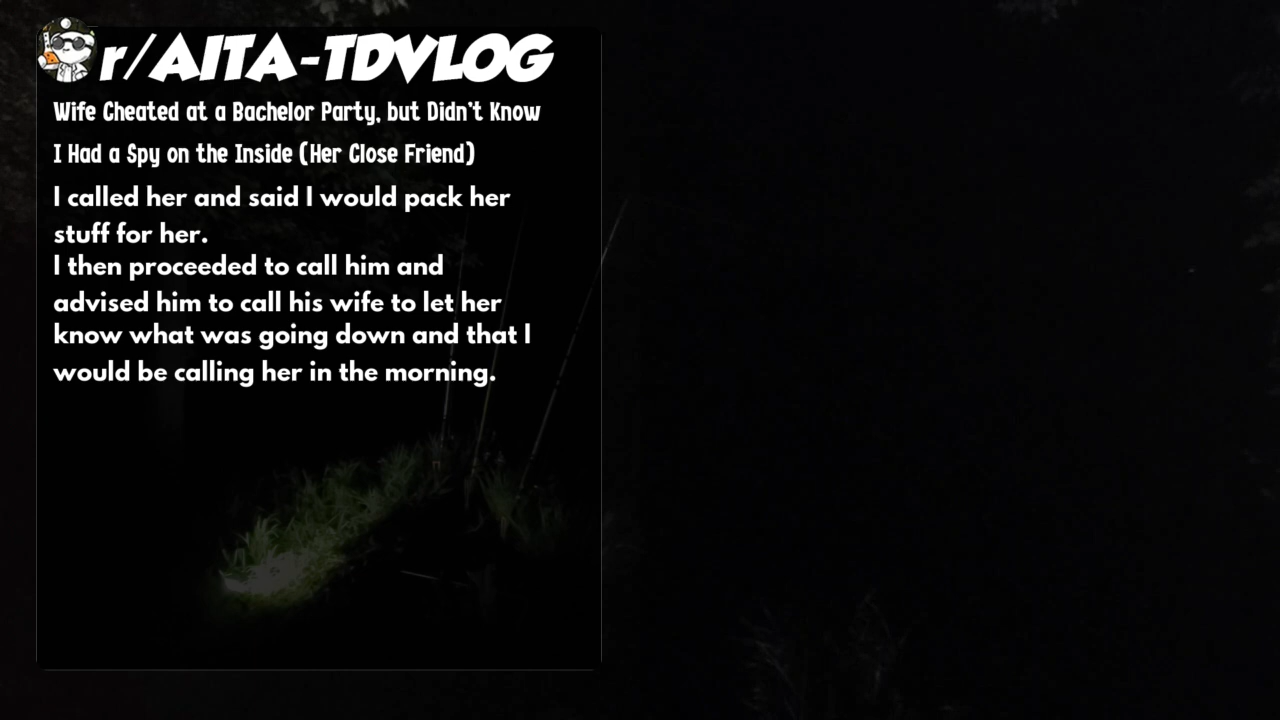 r/AITA-TDVLOG
Wife Cheated at a Bachelor Party, but Didn't Know
I Had a Spy on the Inside (Her Close Friend)
I called her and said I would pack her
stuff for her.
I then proceeded to call him and
advised him to call his wife to let her
know what was going down and that I
would be calling her in the morning.